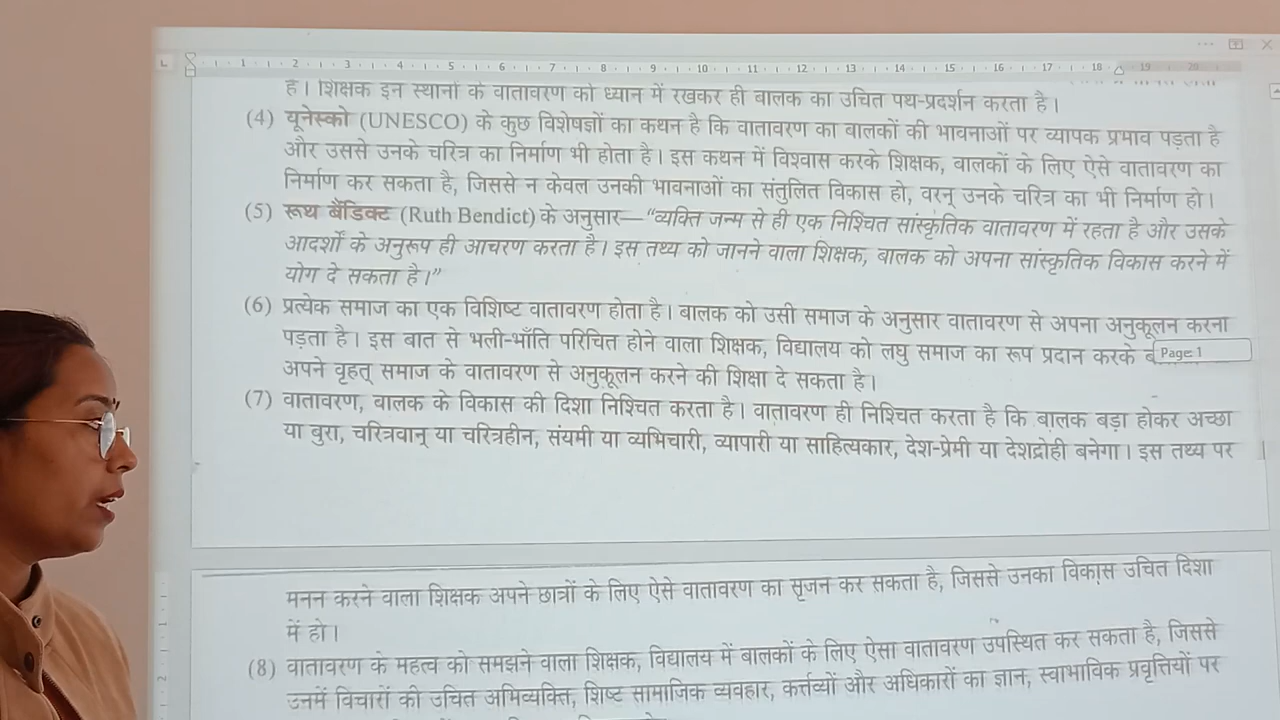 है। शिक्षक इन स्थानों के वातावरण को ध्यान में रखकर ही बालक का उचित पथ-प्रदर्शन करता है।
(4) यूनेस्को (UNESCO) के कुछ विशेषज्ञों का कथन है कि वातावरण का बालकों की भावनाओं पर व्यापक प्रभाव पड़ता है
और उससे उनके चरित्र का निर्माण भी होता है। इस कथन में विश्वास करके शिक्षक, बालकों के लिए ऐसे वातावरण का
निर्माण कर सकता है, जिससे न केवल उनकी भावनाओं का संतुलित विकास हो, वरन् उनके चरित्र का भी निर्माण हो।
(5) रूथ बैंडिक्ट (Ruth Bendict) के अनुसार—“व्यक्ति जन्म से ही एक निश्चित सांस्कृतिक वातावरण में रहता है और उसके
आदर्शों के अनुरूप ही आचरण करता है। इस तथ्य को जानने वाला शिक्षक, बालक को अपना सांस्कृतिक विकास करने में
योग दे सकता है।”
(6) प्रत्येक समाज का एक विशिष्ट वातावरण होता है। बालक को उसी समाज के अनुसार वातावरण से अपना अनुकूलन करना
पड़ता है। इस बात से भली-भाँति परिचित होने वाला शिक्षक, विद्यालय को लघु समाज का रूप प्रदान करके
Page: 1
अपने वृहत् समाज के वातावरण से अनुकूलन करने की शिक्षा दे सकता है।
(7) वातावरण, बालक के विकास की दिशा निश्चित करता है। वातावरण ही निश्चित करता है कि बालक बड़ा होकर अच्छा
या बुरा, चरित्रवान् या चरित्रहीन, संयमी या व्यभिचारी, व्यापारी या साहित्यकार, देश-प्रेमी या देशद्रोही बनेगा। इस तथ्य पर
मनन करने वाला शिक्षक अपने छात्रों के लिए ऐसे वातावरण का सृजन कर सकता है, जिससे उनका विकास उचित दिशा
में हो।
(8) वातावरण के महत्व को समझने वाला शिक्षक, विद्यालय में बालकों के लिए ऐसा वातावरण उपस्थित कर सकता है, जिससे
उनमें विचारों की उचित अभिव्यक्ति, शिष्ट सामाजिक व्यवहार, कर्त्तव्यों और अधिकारों का ज्ञान, स्वाभाविक प्रवृत्तियों पर